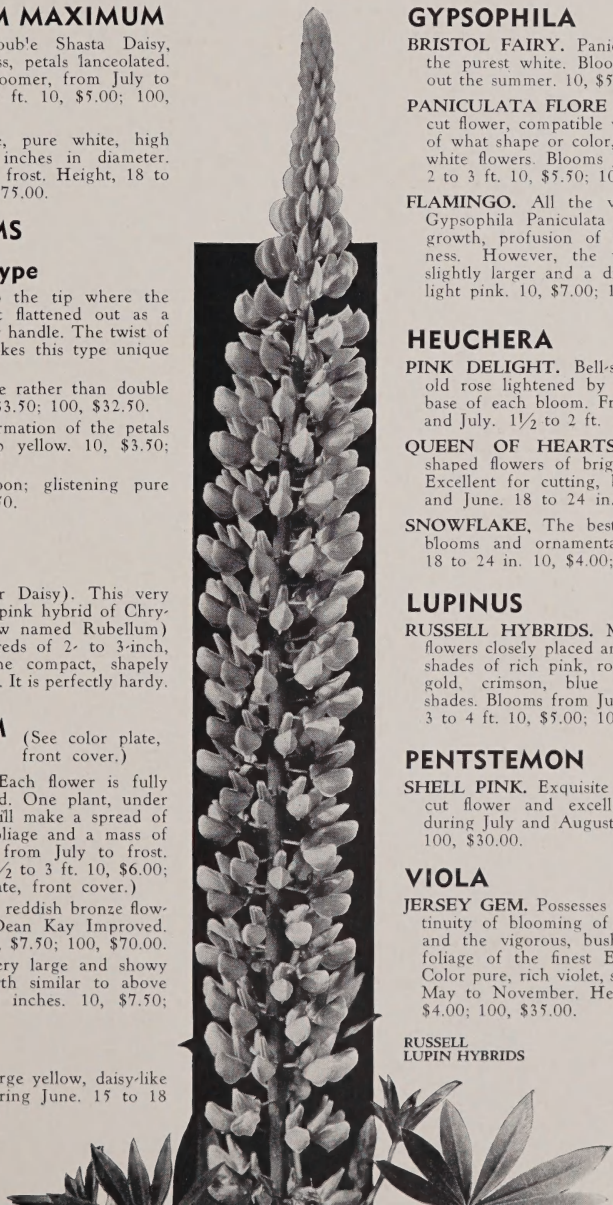 M MAXIMUM
oub'e Shasta Daisy,
ss, petals lanceolated.
oomer, from July to
ft. 10, $5.00; 100,
, pure white, high
inches in diameter.
frost. Height, 18 to
75.00.
MS
ype
the tip where the
flattened out as a
handle. The twist of
kes this type unique
e rather than double
3.50; 100, $32.50.
rmation of the petals
yellow. 10, $3.50;
oon; glistening pure
0.
r Daisy). This very
pink hybrid of Chry-
w named Rubellum)
reds of 2- to 3-inch,
ne compact, shapely
. It is perfectly hardy.
M
(See color plate,
front cover.)
Each flower is fully
d. One plant, under
ill make a spread of
oliage and a mass of
from July to frost.
½ to 3 ft. 10, $6.00;
te, front cover.)
reddish bronze flow-
Dean Kay Improved.
, $7.50; 100, $70.00.
ery large and showy
th similar to above
inches. 10, $7.50;
rge yellow, daisy-like
ring June. 15 to 18
GYPSOPHILA
BRISTOL FAIRY. Panic
the purest white. Bloo
out the summer. 10, $5
PANICULATA FLORE
cut flower, compatible
of what shape or color,
white flowers. Blooms
2 to 3 ft. 10, $5.50; 10
FLAMINGO. All the v
Gypsophila Paniculata
growth, profusion of
ness. However, the
slightly larger and a d
light pink. 10, $7.00; 1
HEUCHERA
PINK DELIGHT. Bell-s
old rose lightened by
base of each bloom. Fr
and July. 1½ to 2 ft.
QUEEN OF HEARTS
shaped flowers of brig
Excellent for cutting,
and June. 18 to 24 in.
SNOWFLAKE, The best
blooms and ornamenta
18 to 24 in. 10, $4.00;
LUPINUS
RUSSELL HYBRIDS. M
flowers closely placed ar
shades of rich pink, ro
gold, crimson, blue
shades. Blooms from Ju
3 to 4 ft. 10, $5.00; 10
PENTSTEMON
SHELL PINK. Exquisite
cut flower and excell
during July and August
100, $30.00.
VIOLA
JERSEY GEM. Possesses
tinuity of blooming of
and the vigorous, bush
foliage of the finest E
Color pure, rich violet, s
May to November. He
$4.00; 100, $35.00.
RUSSELL
LUPIN HYBRIDS